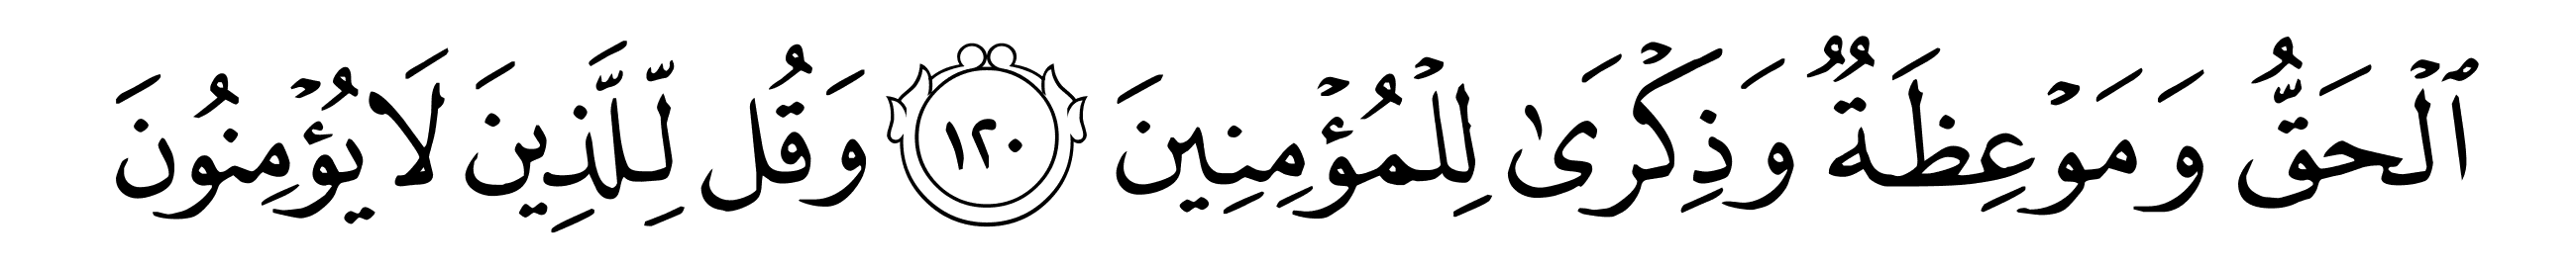 ٱلْحَقُّ وَمَوْعِظَةٌ وَذِكْرَىٰ لِلْمُؤْمِنِينَ ١٢٠ وَقُل لِّلَّذِينَ لَا يُؤْمِنُونَ